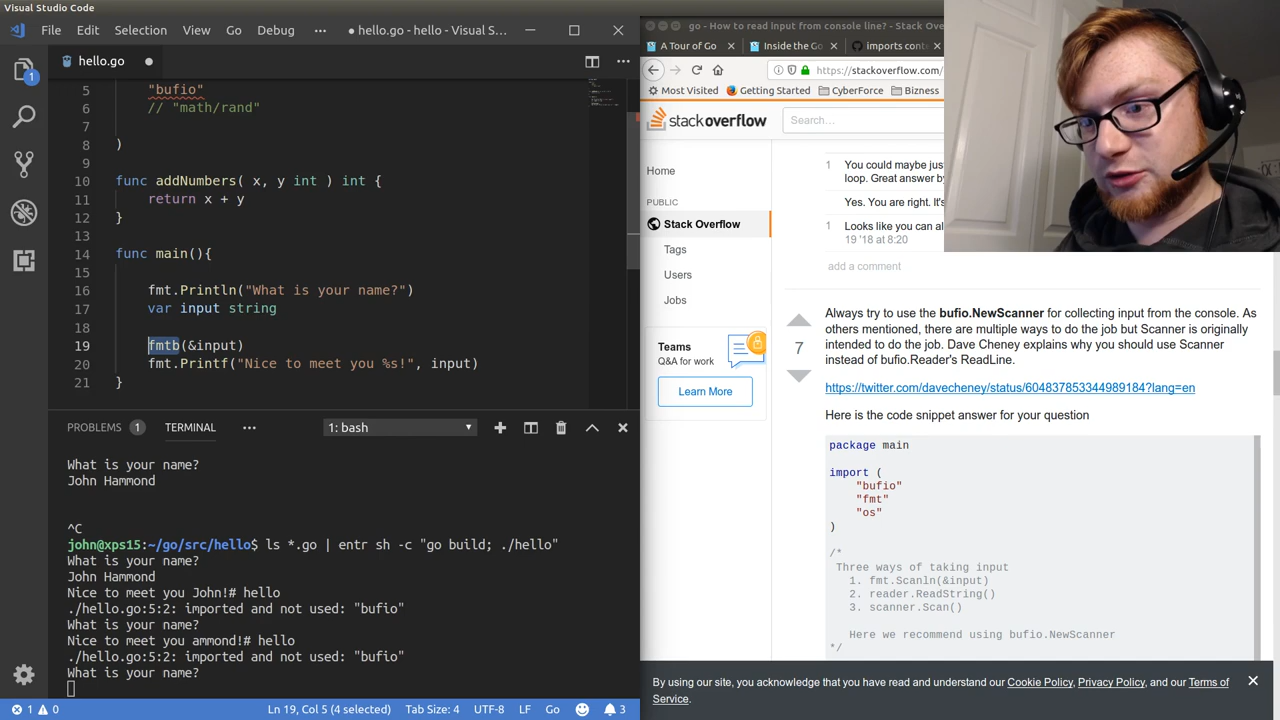 Visual Studio Code
File Edit Selection View Go Debug ··· ● hello.go - hello - Visual S...
hello.go ●
5 "bufio"
6 // "math/rand"
7
8 )
9
10 func addNumbers( x, y int ) int {
11 return x + y
12 }
13
14 func main(){
15
16 fmt.Println("What is your name?")
17 var input string
18
19 fmtb(&input)
20 fmt.Printf("Nice to meet you %s!", input)
21 }
PROBLEMS 1 TERMINAL ··· 1: bash
What is your name?
John Hammond
^C
john@xps15:~/go/src/hello$ ls *.go | entr sh -c "go build; ./hello"
What is your name?
John Hammond
Nice to meet you John!# hello
./hello.go:5:2: imported and not used: "bufio"
What is your name?
Nice to meet you ammond!# hello
./hello.go:5:2: imported and not used: "bufio"
What is your name?
1 0 Ln 19, Col 5 (4 selected) Tab Size: 4 UTF-8 LF Go 3
1
go - How to read input from console line? - Stack Ove
A Tour of Go Inside the Go imports cont
https://stackoverflow.com/
Most Visited Getting Started CyberForce Bizness
stackoverflow Search...
Home
PUBLIC
Stack Overflow
Tags
Users
Jobs
Teams
Q&A for work
Learn More
1 You could maybe jus
loop. Great answer by
Yes. You are right. It's
1 Looks like you can al
19 '18 at 8:20
add a comment
7
Always try to use the bufio.NewScanner for collecting input from the console. As
others mentioned, there are multiple ways to do the job but Scanner is originally
intended to do the job. Dave Cheney explains why you should use Scanner
instead of bufio.Reader's ReadLine.
https://twitter.com/davecheney/status/604837853344989184?lang=en
Here is the code snippet answer for your question
package main
import (
"bufio"
"fmt"
"os"
)
/*
Three ways of taking input
1. fmt.Scanln(&input)
2. reader.ReadString()
3. scanner.Scan()
Here we recommend using bufio.NewScanner
*/
By using our site, you acknowledge that you have read and understand our Cookie Policy, Privacy Policy, and our Terms of
Service.